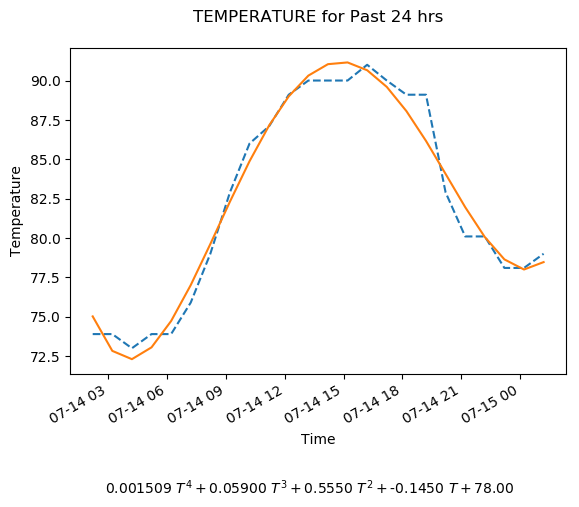 TEMPERATURE for Past 24 hrs
90.0
87.5
85.0
82.5
80.0
77.5
75.0
72.5
Temperature
07-14 03 07-14 06 07-14 09 07-14 12 07-14 15 07-14 18 07-14 21 07-15 00
Time
0.001509 T⁴ + 0.05900 T³ + 0.5550 T² + -0.1450 T + 78.00